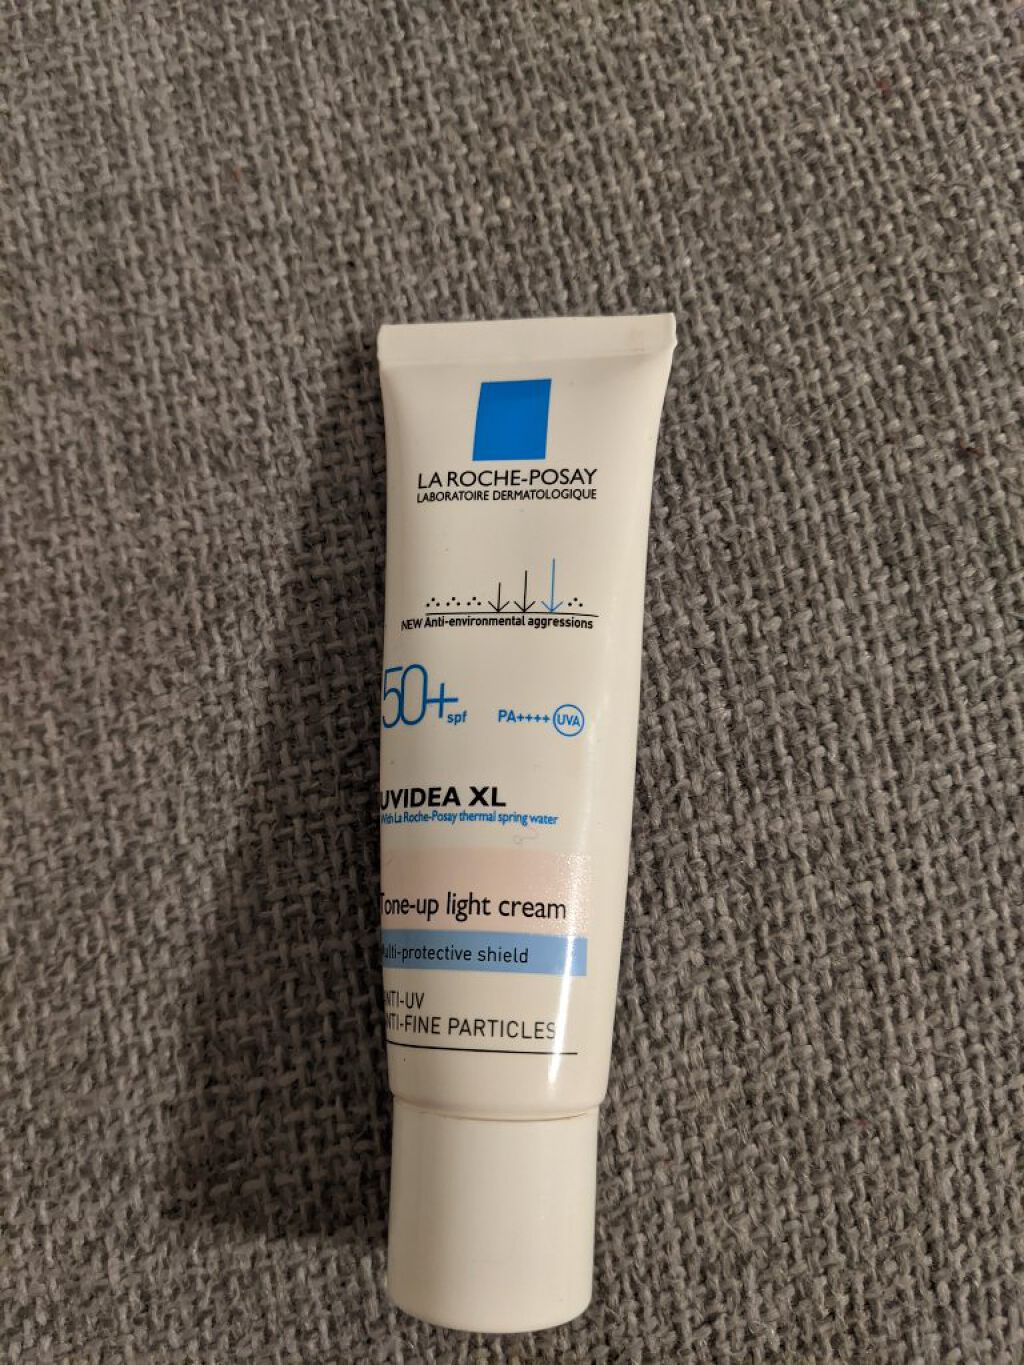 LA ROCHE-POSAY
LABORATOIRE DERMATOLOGIQUE
NEW Anti-environmental aggressions
50+ spf PA++++ UVA
UVIDEA XL
With La Roche-Posay thermal spring water
Tone-up light cream
Multi-protective shield
ANTI-UV
ANTI-FINE PARTICLES